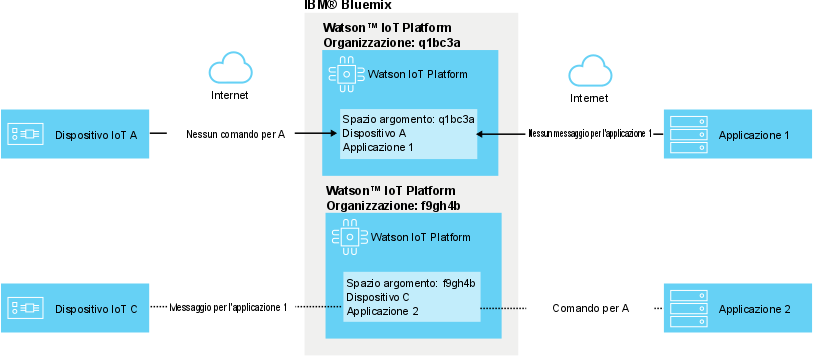 IBM® Bluemix
Watson™ IoT Platform
Organizzazione: q1bc3a
Watson IoT Platform
Internet
Internet
Spazio argomento: q1bc3a
Dispositivo A
Applicazione 1
Dispositivo IoT A
Nessun comando per A
Nessun messaggio per l'applicazione 1
Applicazione 1
Watson™ IoT Platform
Organizzazione: f9gh4b
Watson IoT Platform
Spazio argomento: f9gh4b
Dispositivo C
Applicazione 2
Dispositivo IoT C
Messaggio per l'applicazione 1
Comando per A
Applicazione 2